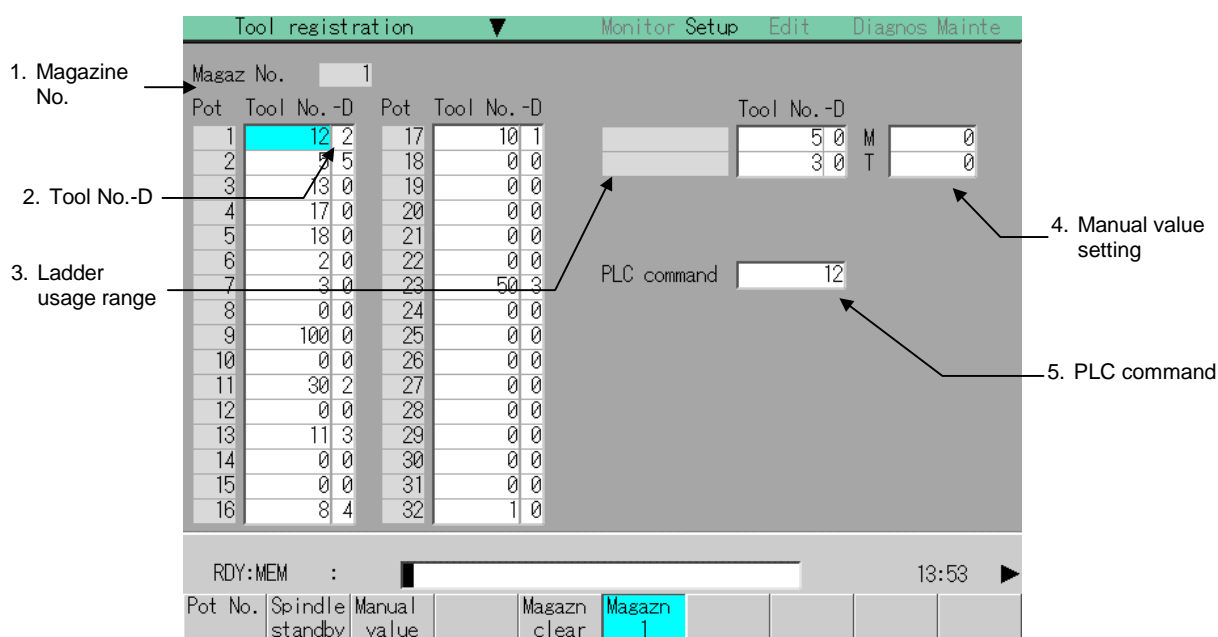 Tool registration ▼ Monitor Setup Edit Diagnos Mainte
1. Magazine
No.
Magaz No. 1
Pot Tool No.-D Pot Tool No.-D Tool No.-D
1 12 2 17 10 1 5 0 M 0
2 5 5 18 0 0 3 0 T 0
3 13 0 19 0 0
2. Tool No.-D
4 17 0 20 0 0
4. Manual value
setting
5 18 0 21 0 0
6 2 0 22 0 0
3. Ladder
usage range
PLC command 12
7 3 0 23 50 3
8 0 0 24 0 0
9 100 0 25 0 0
10 0 0 26 0 0
5. PLC command
11 30 2 27 0 0
12 0 0 28 0 0
13 11 3 29 0 0
14 0 0 30 0 0
15 0 0 31 0 0
16 8 4 32 1 0
RDY:MEM : 13:53 ▶
Pot No. Spindle Manual Magazn Magazn
standby value clear 1